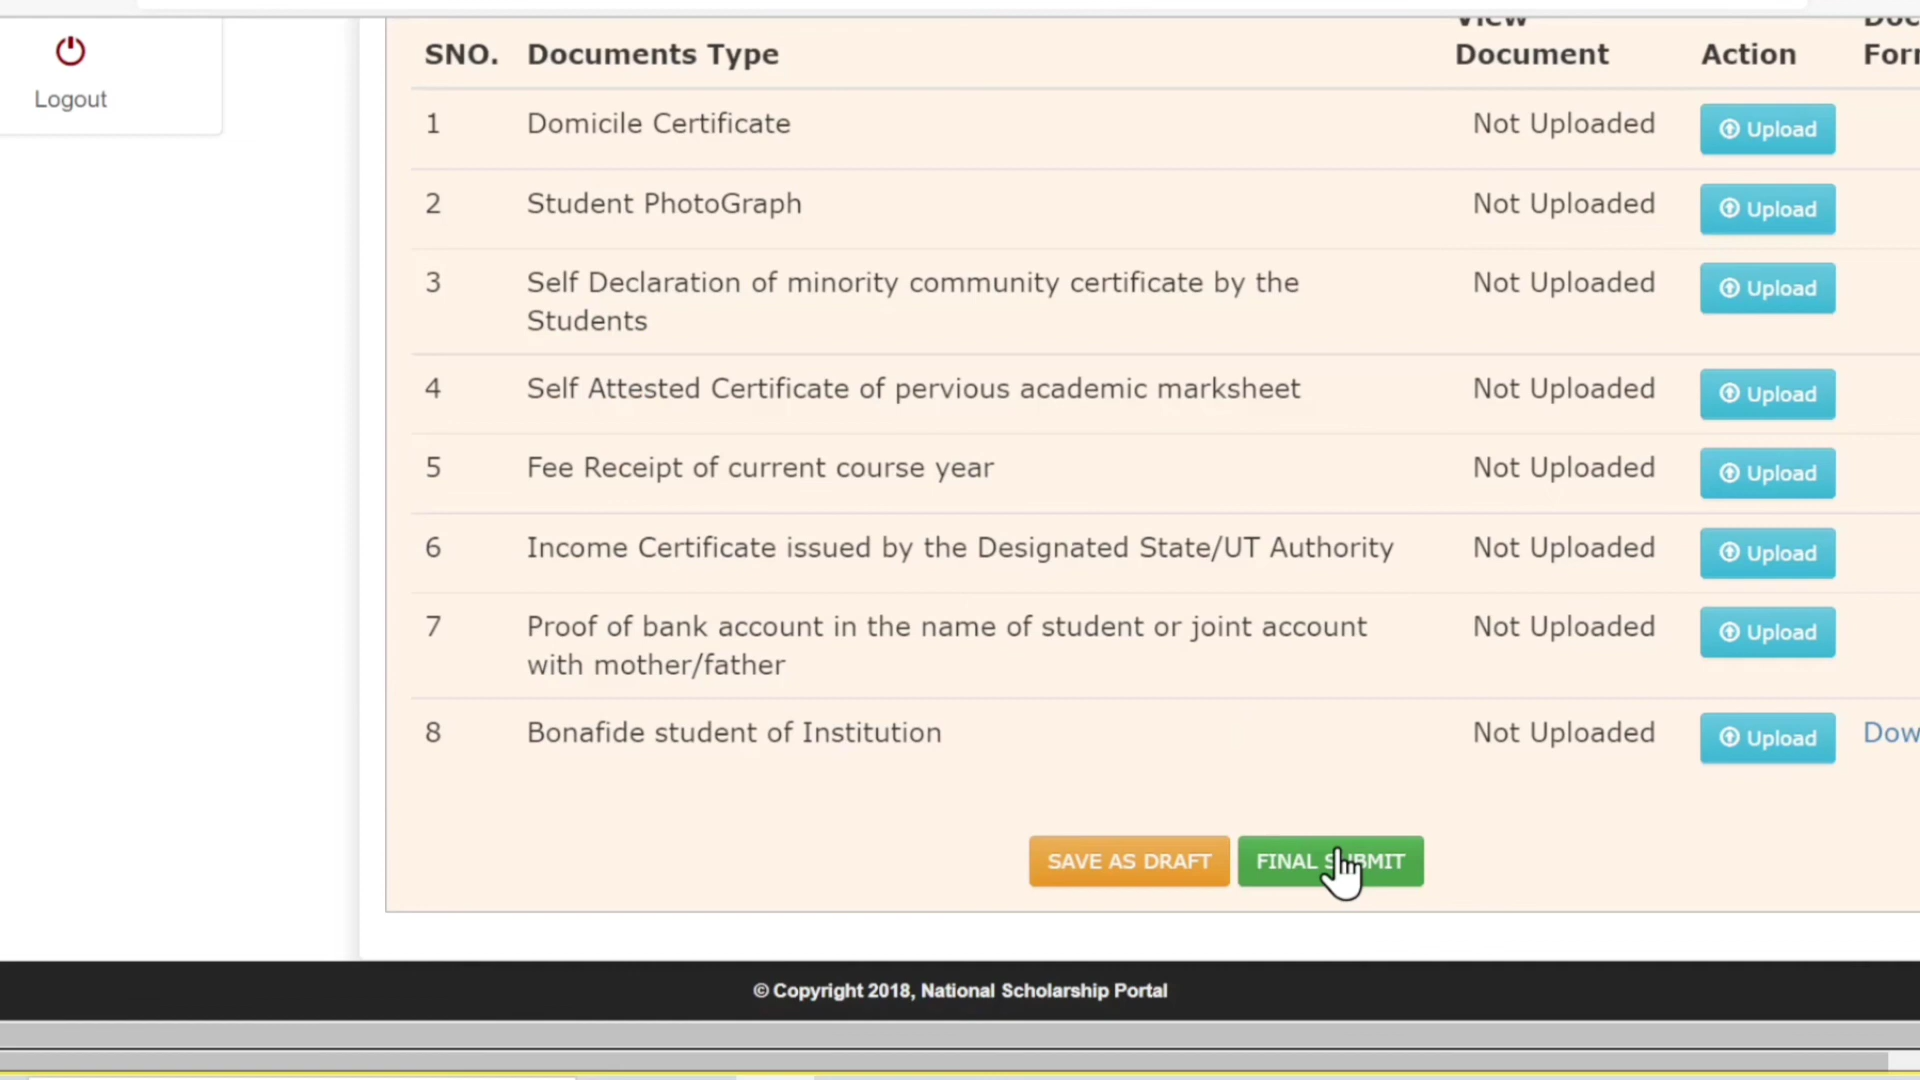 Logout
SNO. Documents Type Document Action
1 Domicile Certificate Not Uploaded Upload
2 Student PhotoGraph Not Uploaded Upload
3 Self Declaration of minority community certificate by the Not Uploaded Upload
Students
4 Self Attested Certificate of pervious academic marksheet Not Uploaded Upload
5 Fee Receipt of current course year Not Uploaded Upload
6 Income Certificate issued by the Designated State/UT Authority Not Uploaded Upload
7 Proof of bank account in the name of student or joint account Not Uploaded Upload
with mother/father
8 Bonafide student of Institution Not Uploaded Upload
SAVE AS DRAFT FINAL SUBMIT
© Copyright 2018, National Scholarship Portal